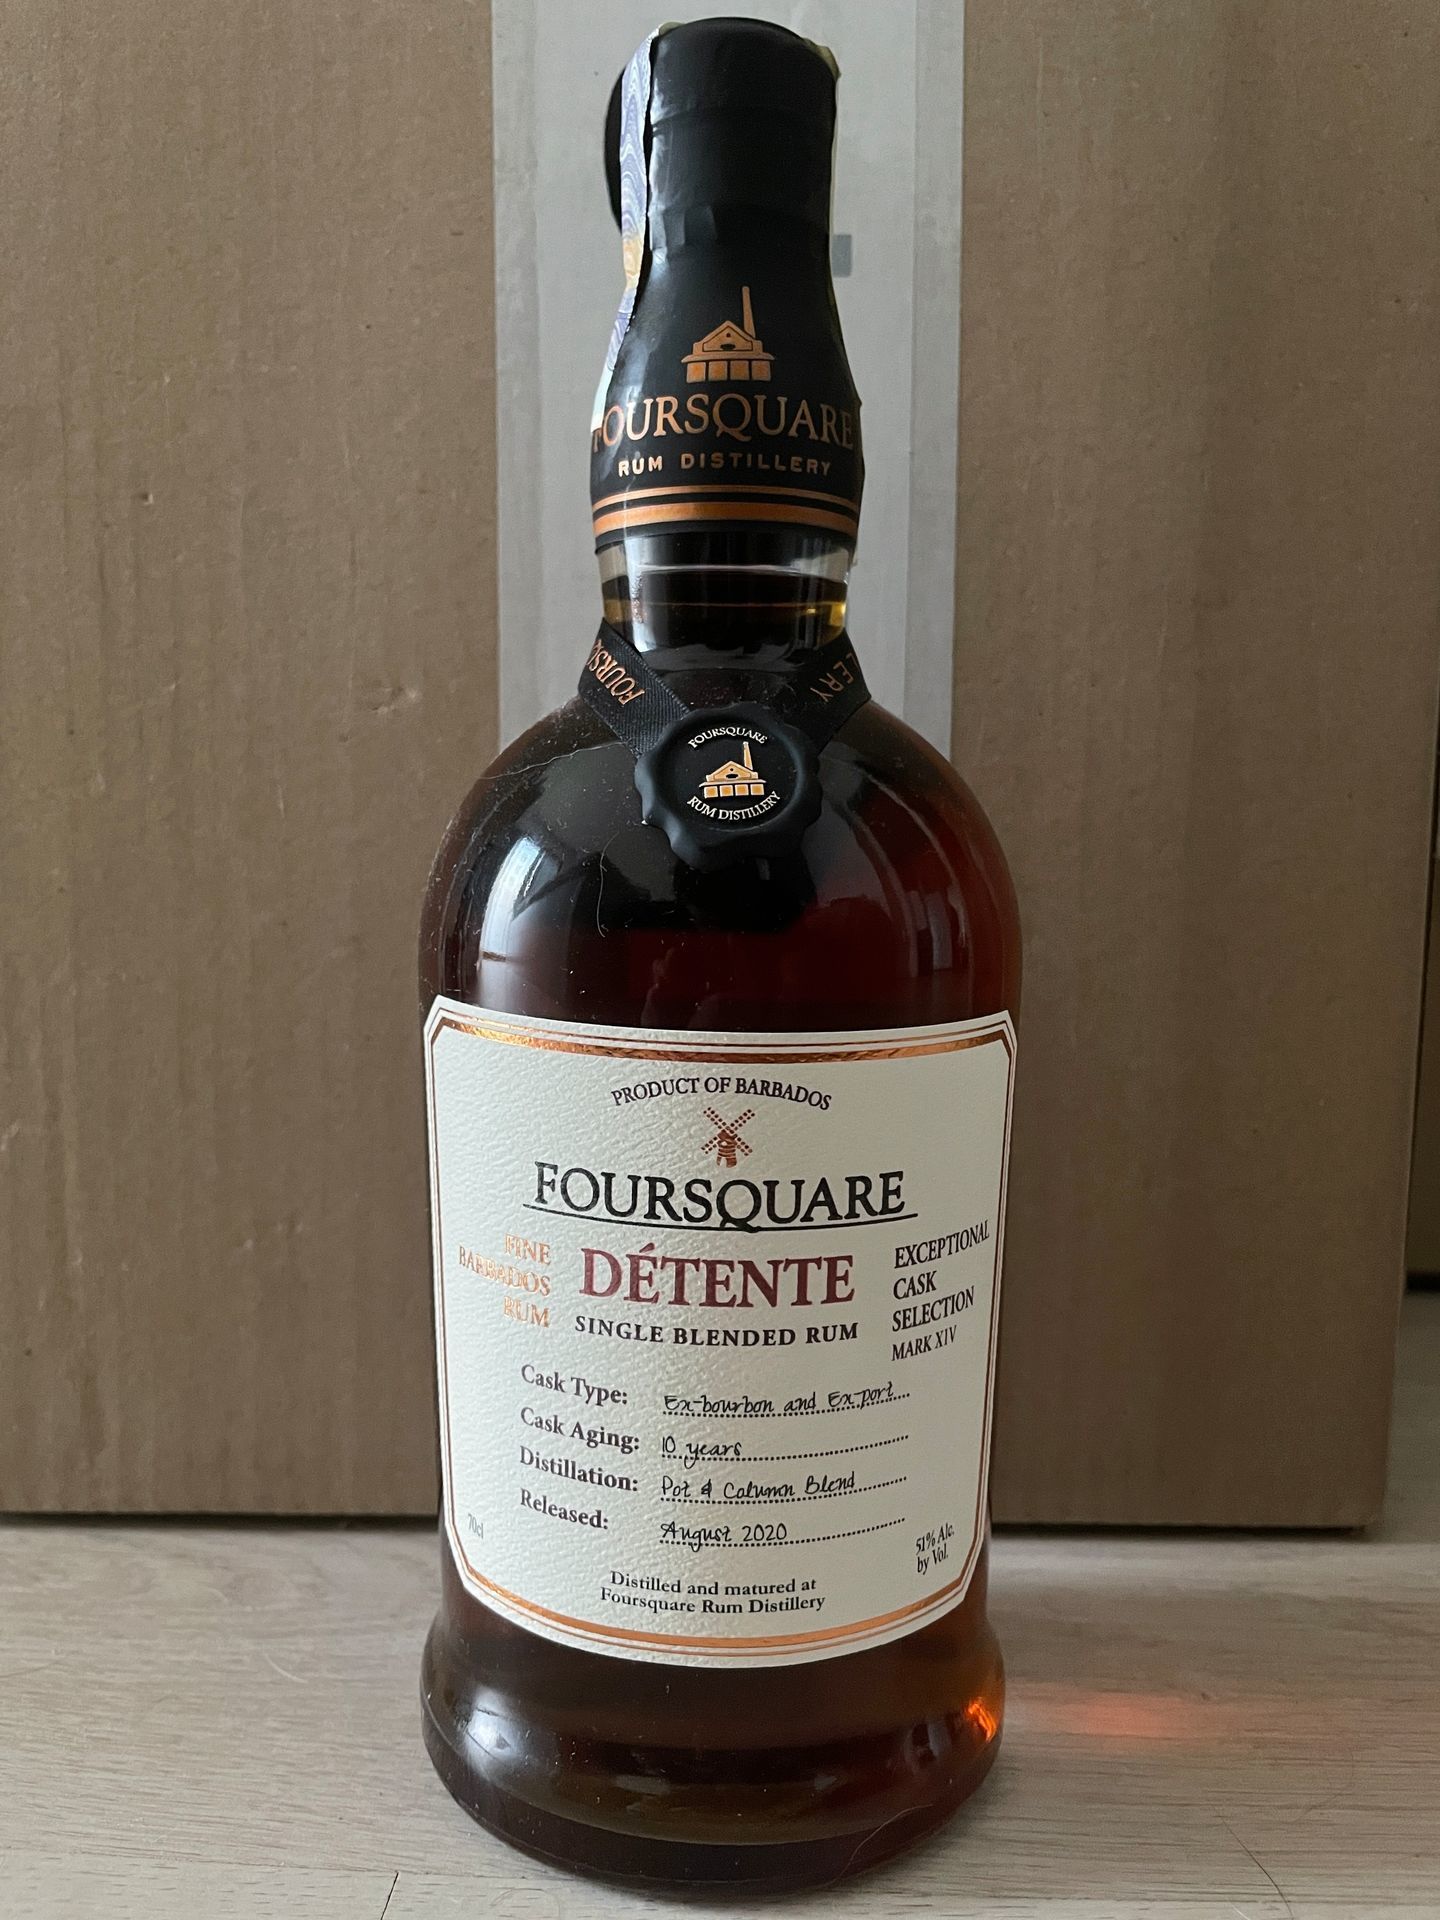 FOURSQUARE
RUM DISTILLERY
FOURSQ
LERY
FOURSQUARE
RUM DISTILLERY
PRODUCT OF BARBADOS
FOURSQUARE
FINE
BARBADOS
RUM
DÉTENTE
SINGLE BLENDED RUM
EXCEPTIONAL
CASK
SELECTION
MARK XIV
Cask Type: Ex-bourbon and Ex-port
Cask Aging: 10 years
Distillation: Pot & Column Blend
Released: August 2020
70cl
51% Alc.
by Vol.
Distilled and matured at
Foursquare Rum Distillery